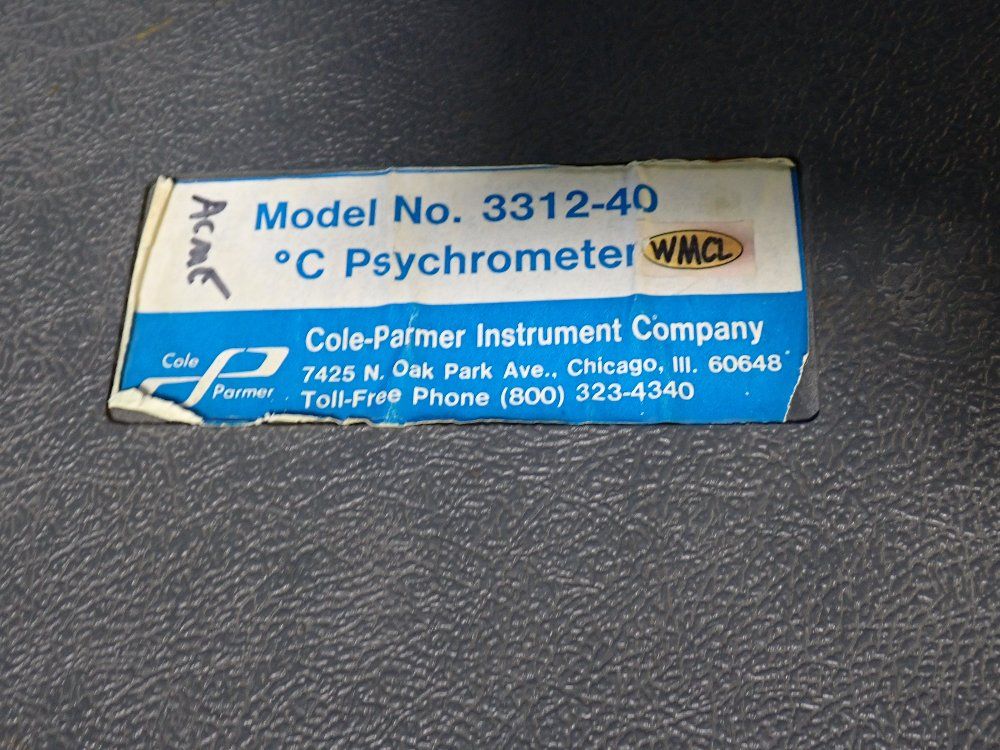 Acme
Model No. 3312-40
°C Psychrometer
WMCL
Cole-Parmer Instrument Company
7425 N. Oak Park Ave., Chicago, Ill. 60648
Toll-Free Phone (800) 323-4340
Cole
Parmer